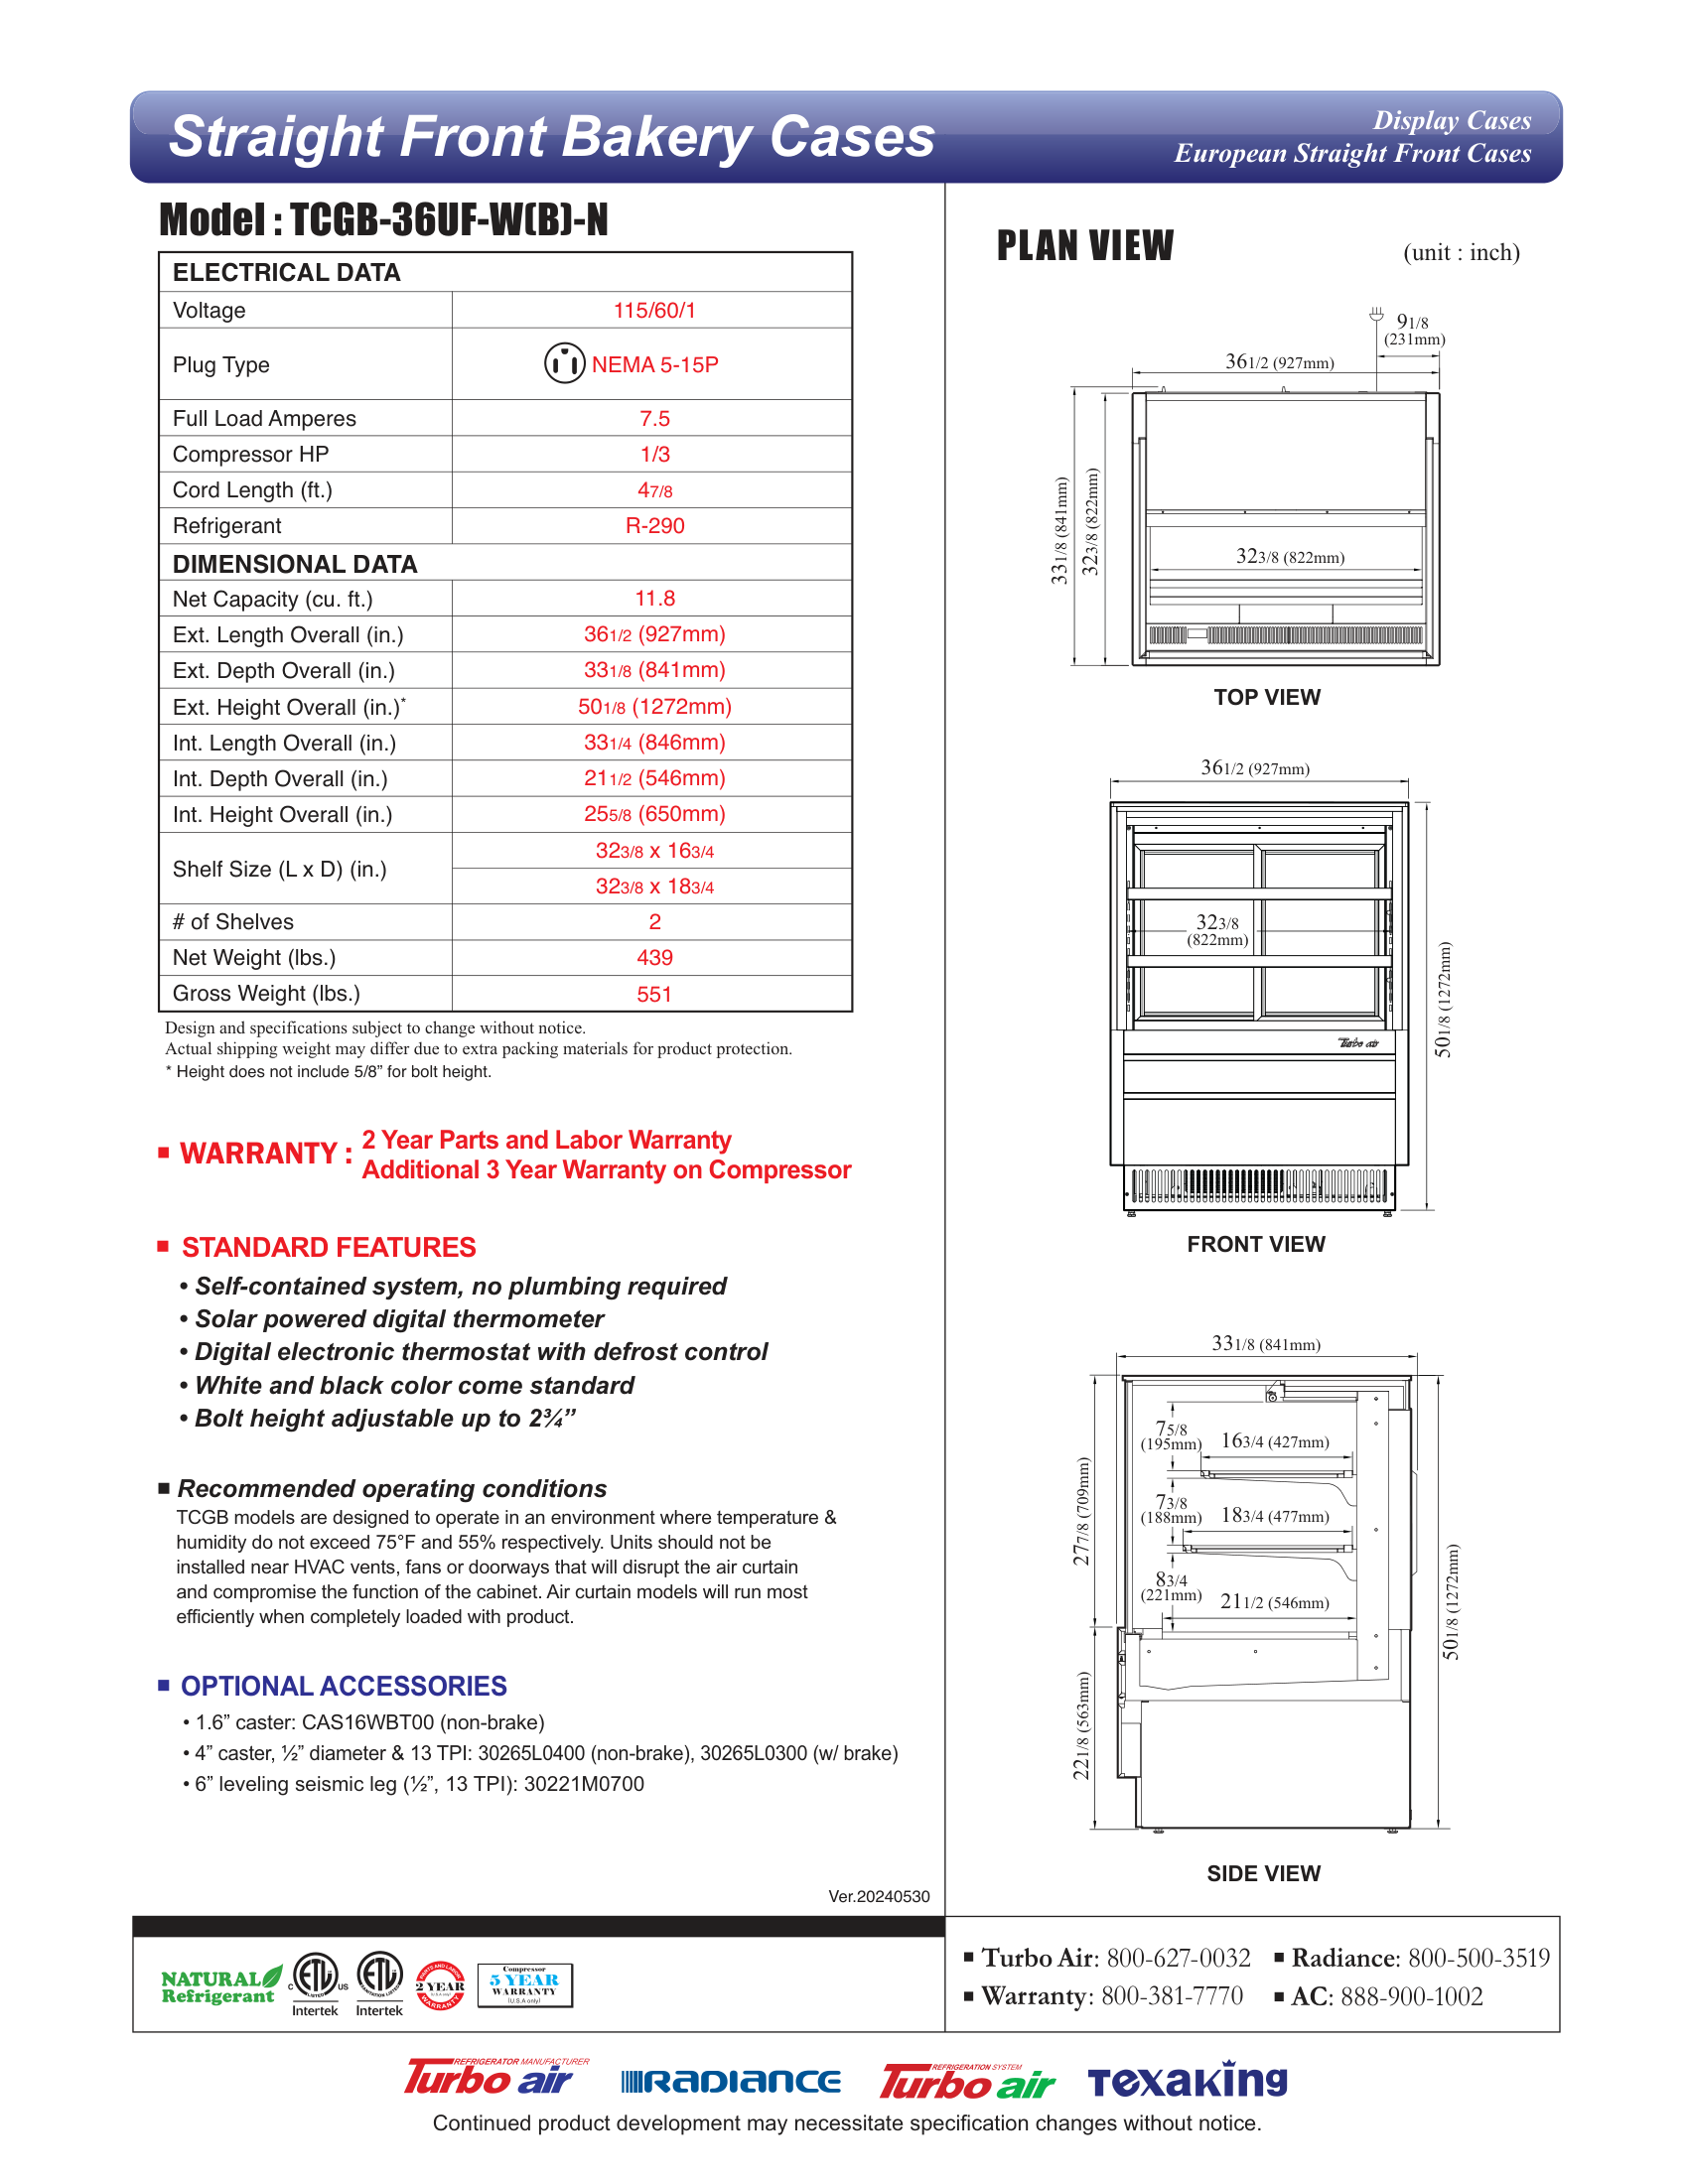 Straight Front Bakery Cases
Display Cases
European Straight Front Cases
Model : TCGB-36UF-W(B)-N
ELECTRICAL DATA
Voltage 115/60/1
Plug Type NEMA 5-15P
Full Load Amperes 7.5
Compressor HP 1/3
Cord Length (ft.) 47/8
Refrigerant R-290
DIMENSIONAL DATA
Net Capacity (cu. ft.) 11.8
Ext. Length Overall (in.) 361/2 (927mm)
Ext. Depth Overall (in.) 331/8 (841mm)
Ext. Height Overall (in.)* 501/8 (1272mm)
Int. Length Overall (in.) 331/4 (846mm)
Int. Depth Overall (in.) 211/2 (546mm)
Int. Height Overall (in.) 255/8 (650mm)
Shelf Size (L x D) (in.) 323/8 x 163/4
323/8 x 183/4
# of Shelves 2
Net Weight (lbs.) 439
Gross Weight (lbs.) 551
Design and specifications subject to change without notice.
Actual shipping weight may differ due to extra packing materials for product protection.
* Height does not include 5/8” for bolt height.
■ WARRANTY : 2 Year Parts and Labor Warranty
Additional 3 Year Warranty on Compressor
■ STANDARD FEATURES
• Self-contained system, no plumbing required
• Solar powered digital thermometer
• Digital electronic thermostat with defrost control
• White and black color come standard
• Bolt height adjustable up to 2¾”
■ Recommended operating conditions
TCGB models are designed to operate in an environment where temperature &
humidity do not exceed 75°F and 55% respectively. Units should not be
installed near HVAC vents, fans or doorways that will disrupt the air curtain
and compromise the function of the cabinet. Air curtain models will run most
efficiently when completely loaded with product.
■ OPTIONAL ACCESSORIES
• 1.6” caster: CAS16WBT00 (non-brake)
• 4” caster, ½” diameter & 13 TPI: 30265L0400 (non-brake), 30265L0300 (w/ brake)
• 6” leveling seismic leg (½”, 13 TPI): 30221M0700
Ver.20240530
PLAN VIEW
(unit : inch)
91/8
(231mm)
361/2 (927mm)
331/8 (841mm)
323/8 (822mm)
323/8 (822mm)
TOP VIEW
361/2 (927mm)
323/8
(822mm)
501/8 (1272mm)
Turbo air
FRONT VIEW
331/8 (841mm)
75/8
(195mm)
163/4 (427mm)
73/8
(188mm)
183/4 (477mm)
83/4
(221mm)
211/2 (546mm)
277/8 (709mm)
221/8 (563mm)
501/8 (1272mm)
SIDE VIEW
NATURAL
Refrigerant
C ETL US
LISTED
Intertek
ETL
Intertek
PARTS AND LABOR
2 YEAR
WARRANTY
Compressor
5 YEAR
WARRANTY
(U.S.A only)
■ Turbo Air: 800-627-0032
■ Radiance: 800-500-3519
■ Warranty: 800-381-7770
■ AC: 888-900-1002
REFRIGERATOR MANUFACTURER
Turbo air
RADIANCE
REFRIGERATION SYSTEM
Turbo air
Texaking
Continued product development may necessitate specification changes without notice.